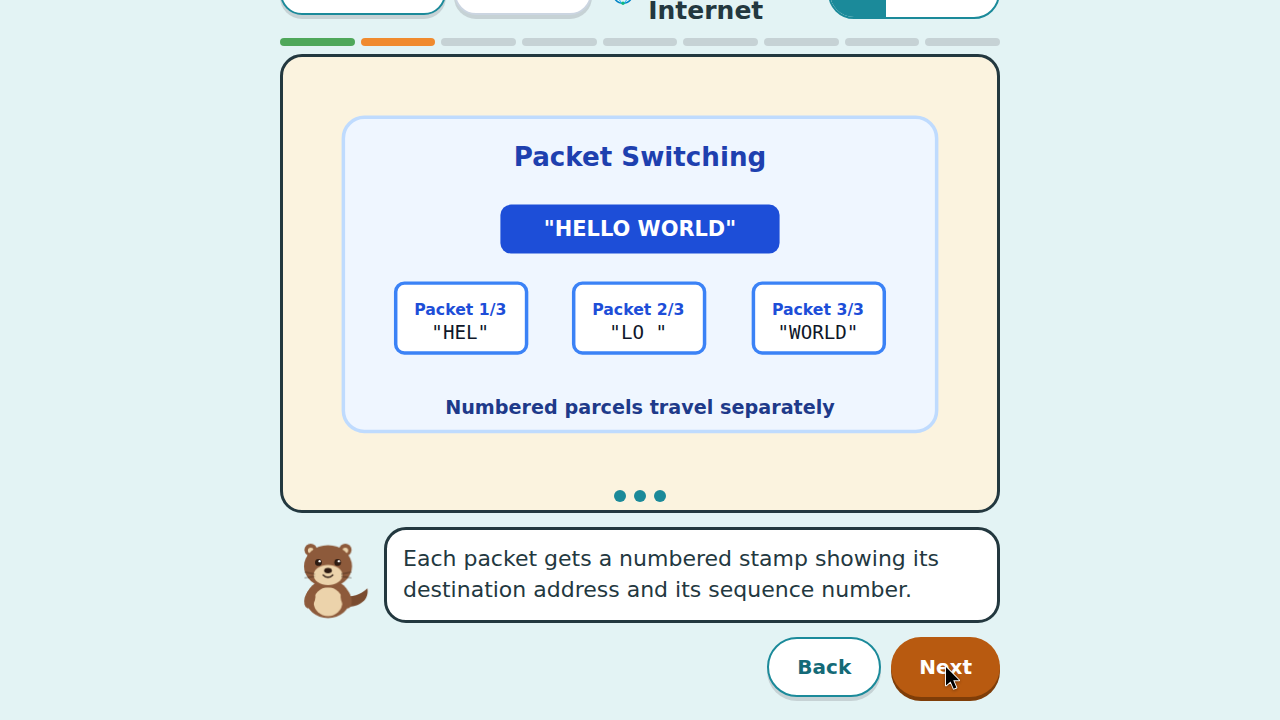 Internet
Packet Switching
"HELLO WORLD"
Packet 1/3
"HEL"
Packet 2/3
"LO "
Packet 3/3
"WORLD"
Numbered parcels travel separately
Each packet gets a numbered stamp showing its
destination address and its sequence number.
Back
Next